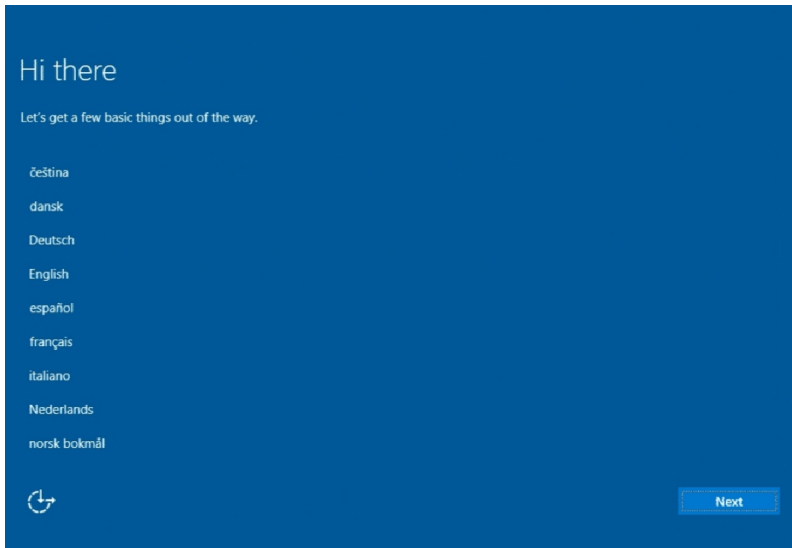 Hi there
Let's get a few basic things out of the way.
čeština
dansk
Deutsch
English
español
français
italiano
Nederlands
norsk bokmål
Next